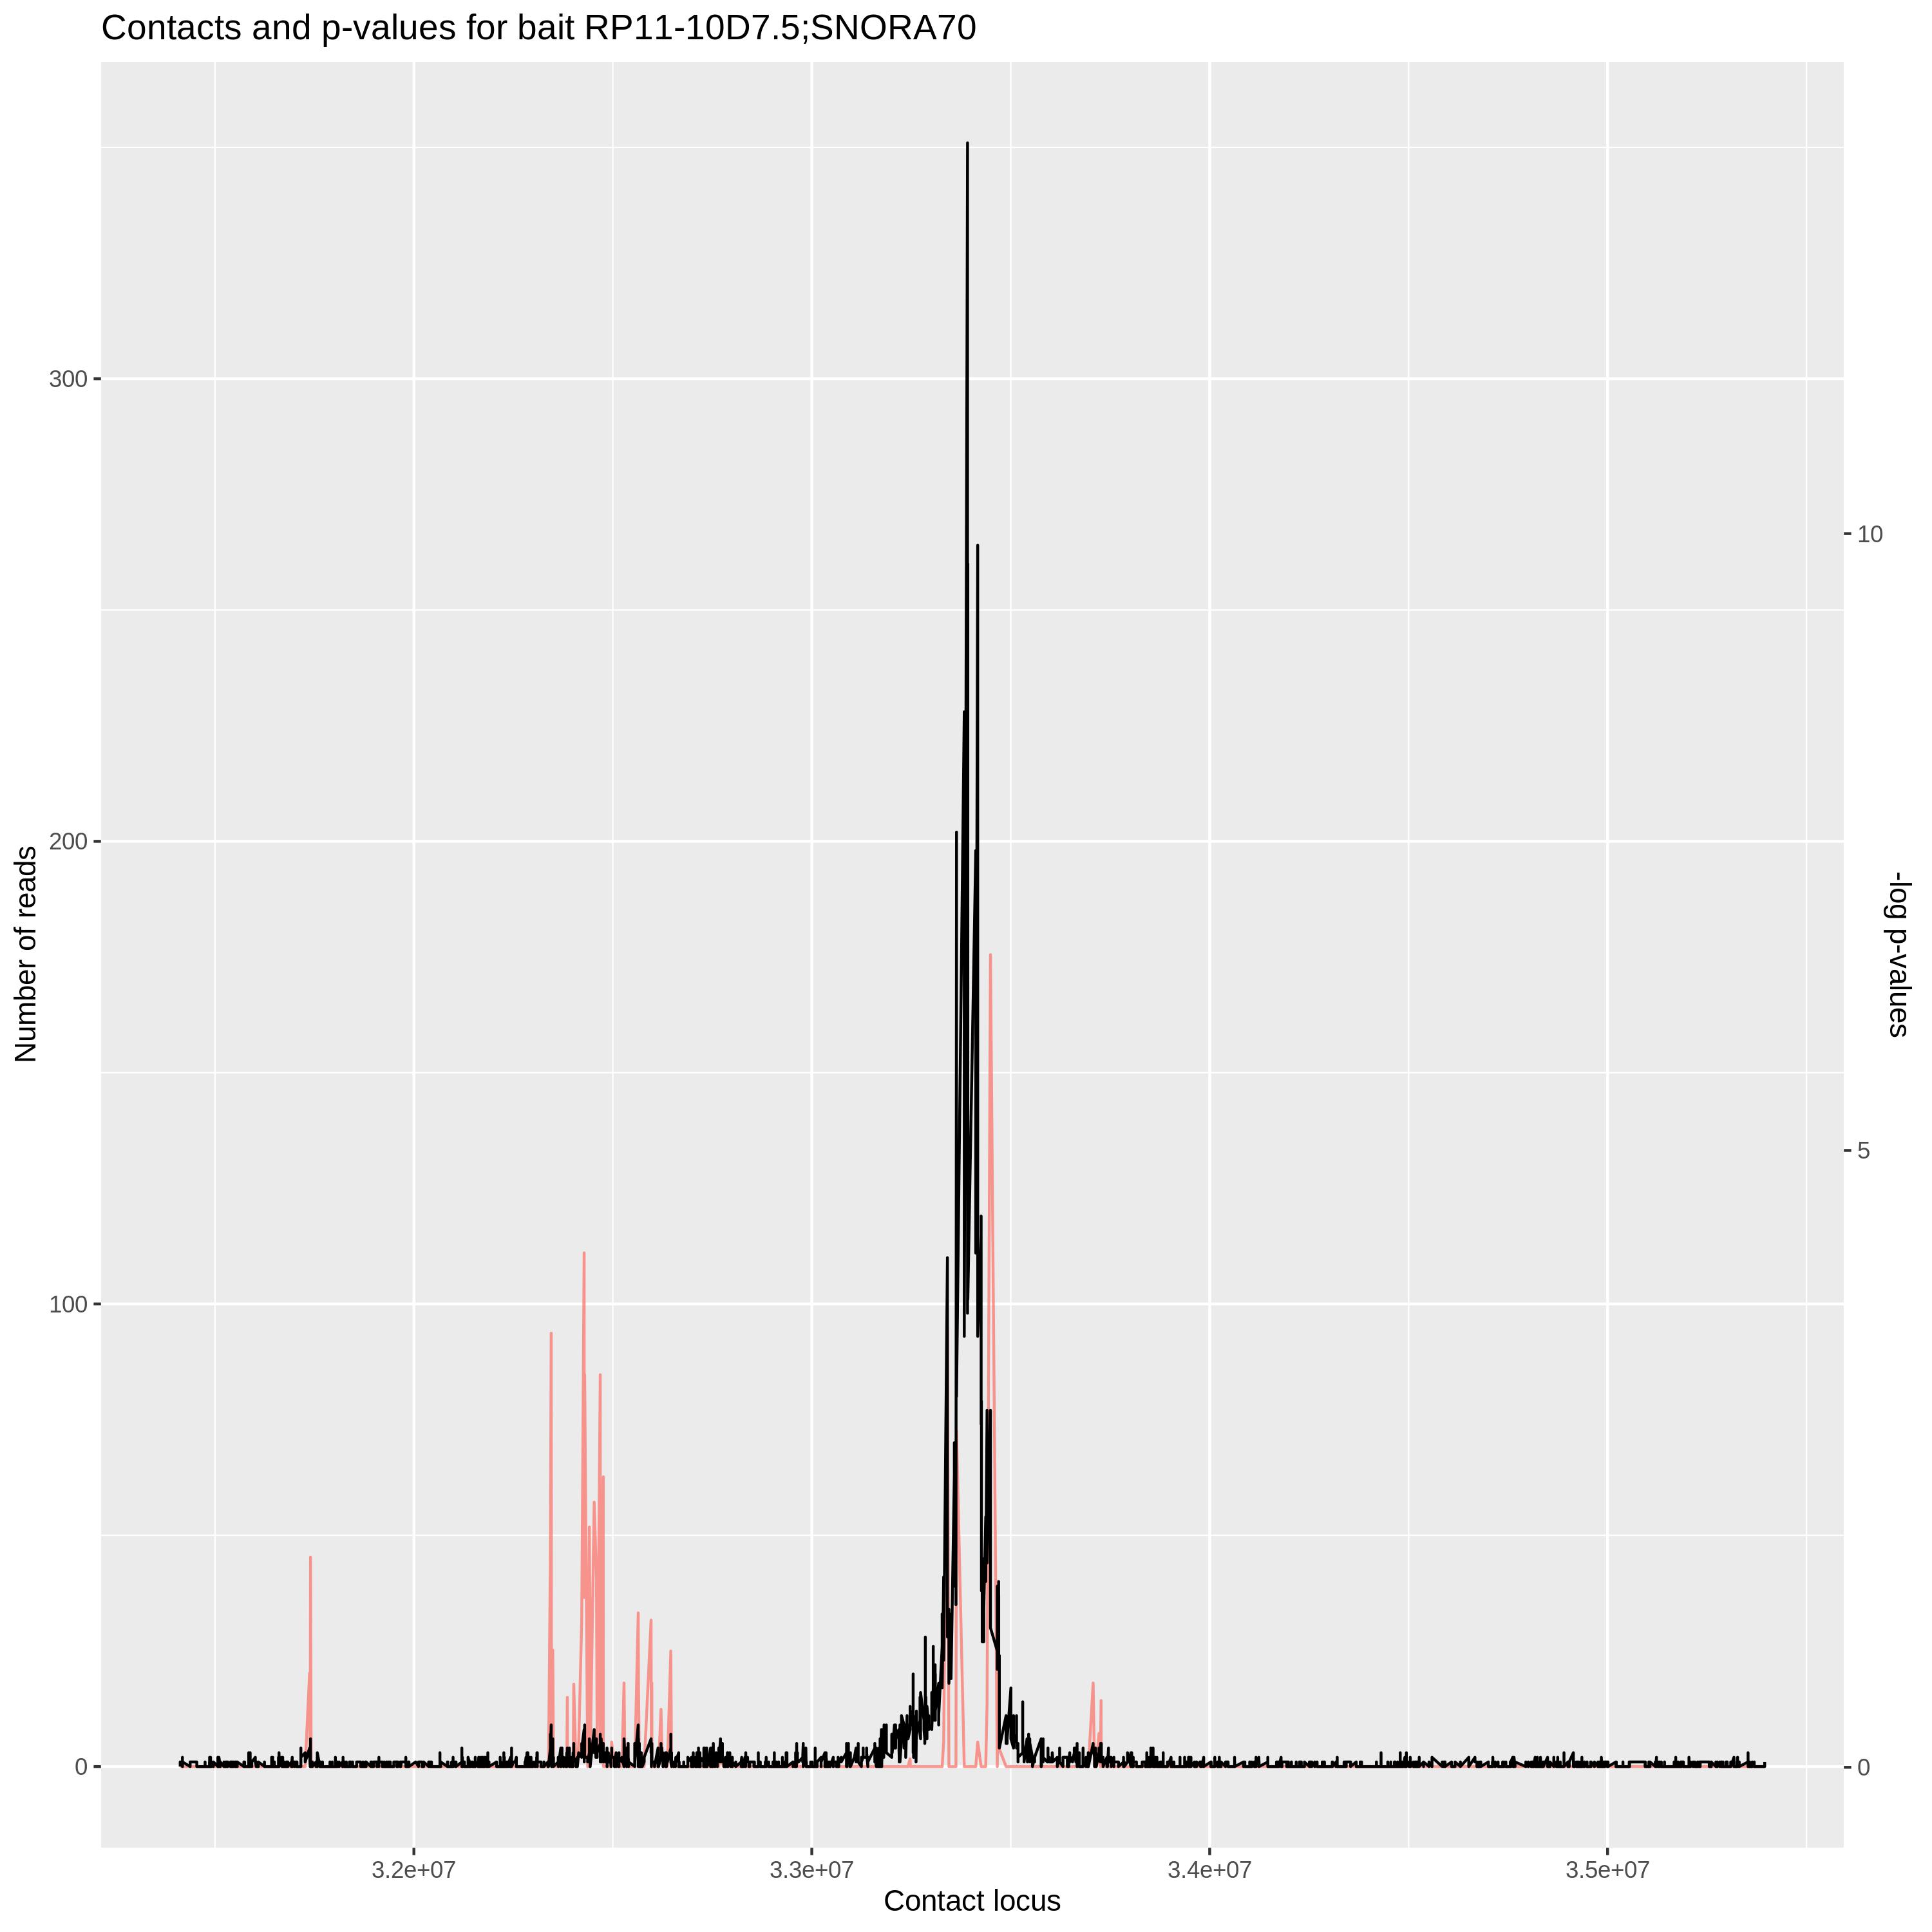 Contacts and p-values for bait RP11-10D7.5;SNORA70
Number of reads
300
200
100
0
10
5
0
-log p-values
3.2e+07 3.3e+07 3.4e+07 3.5e+07
Contact locus